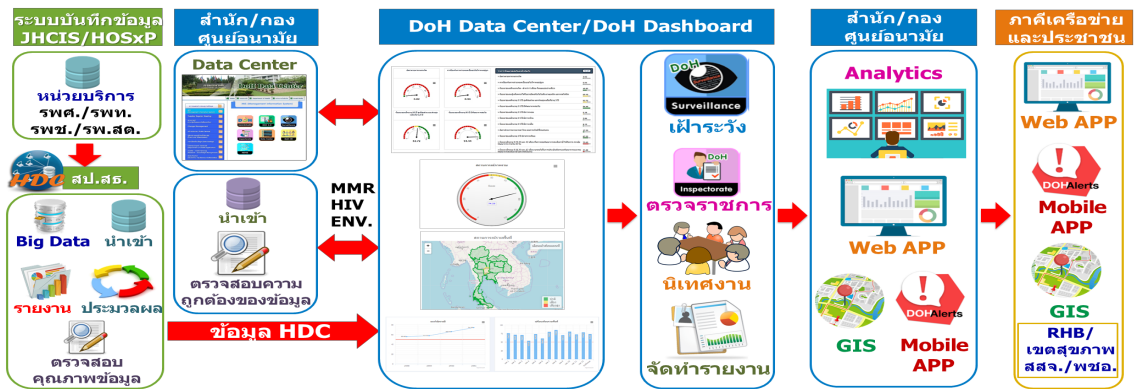 ระบบบันทึกข้อมูล
JHCIS/HOSxP
หน่วยบริการ
รพศ./รพท.
รพช./รพ.สต.
HDC
สป.สธ.
Big Data
นำเข้า
รายงาน
ประมวลผล
ตรวจสอบ
คุณภาพข้อมูล
สำนัก/กอง
ศูนย์อนามัย
Data Center
นำเข้า
ตรวจสอบความ
ถูกต้องของข้อมูล
MMR
HIV
ENV.
ข้อมูล HDC
DoH Data Center/DoH Dashboard
DoH
Surveillance
เฝ้าระวัง
DoH
Inspectorate
ตรวจราชการ
นิเทศงาน
จัดทำรายงาน
สำนัก/กอง
ศูนย์อนามัย
Analytics
Web APP
GIS
DOHAlerts
Mobile
APP
ภาคีเครือข่าย
และประชาชน
Web APP
DOHAlerts
Mobile
APP
GIS
RHB/
เขตสุขภาพ
สสจ./พชอ.